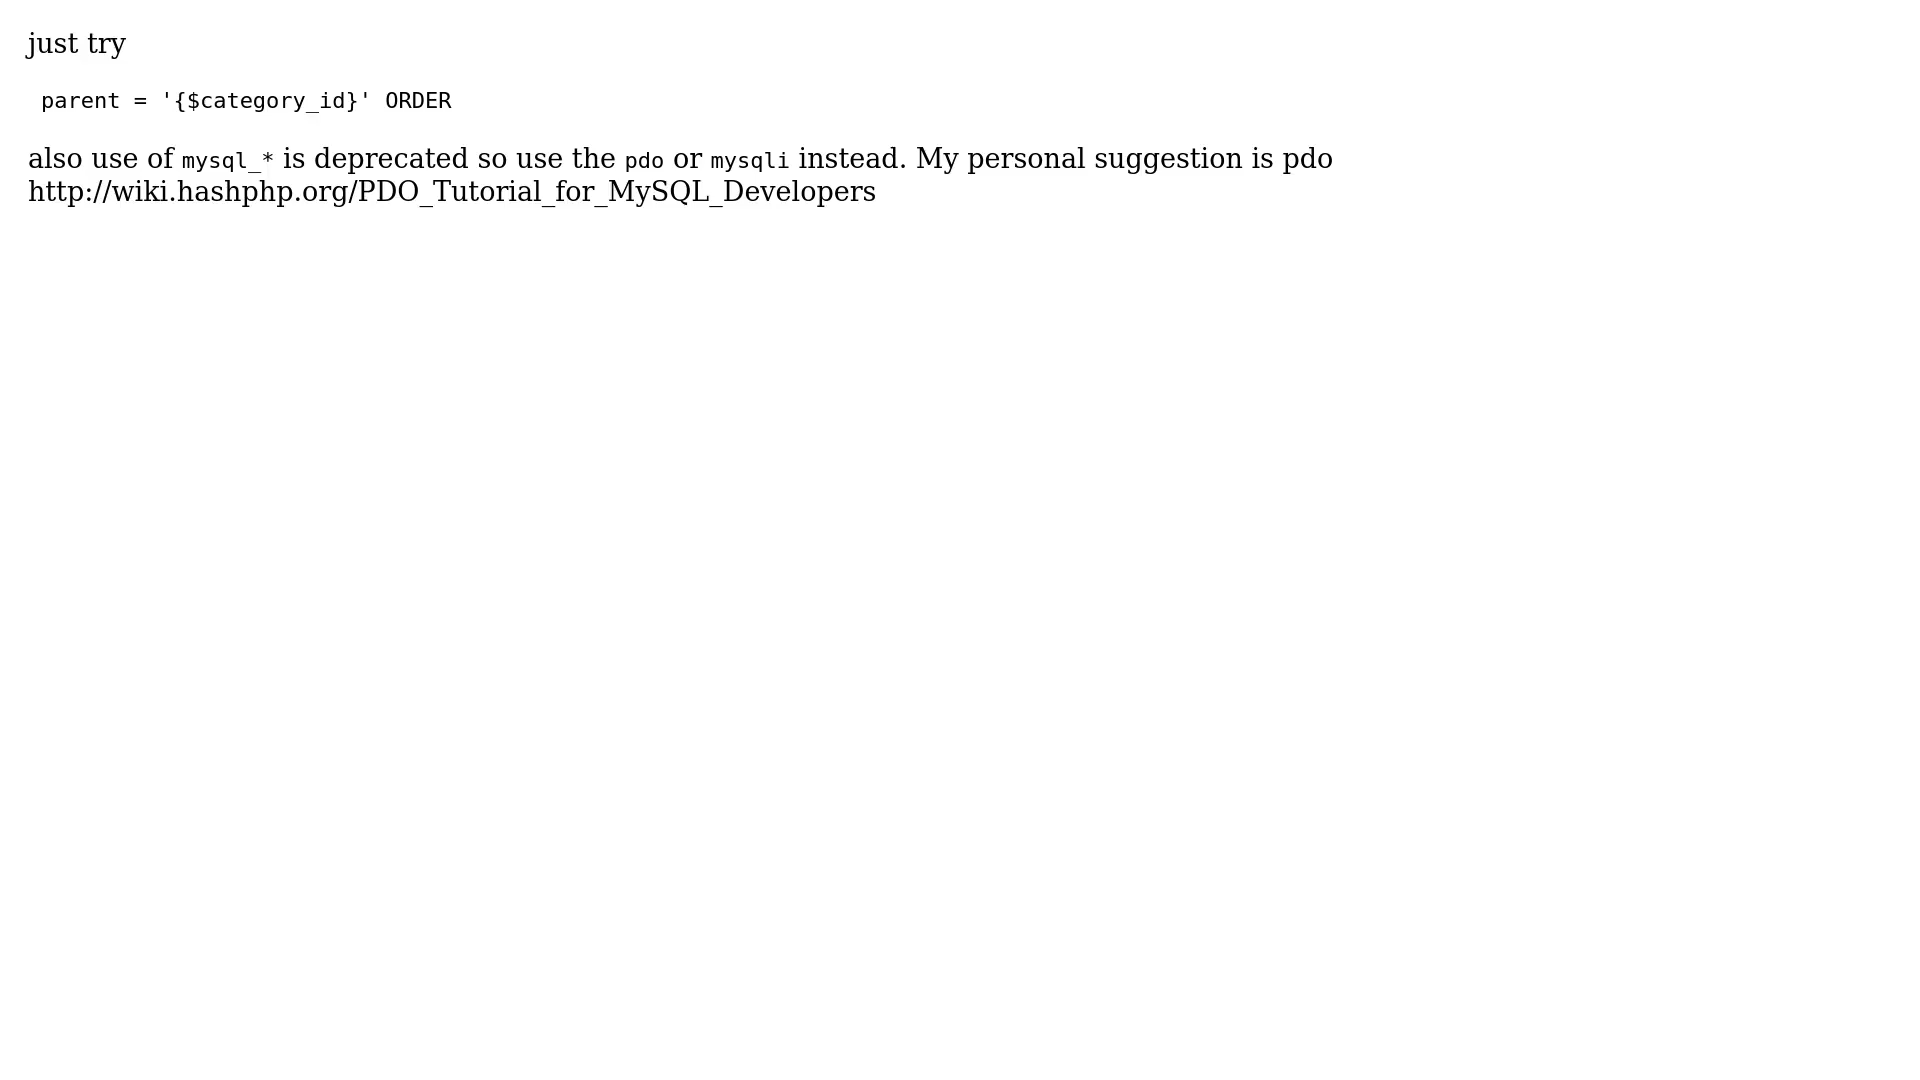 just try
parent = '{$category_id}' ORDER
also use of mysql_* is deprecated so use the pdo or mysqli instead. My personal suggestion is pdo
http://wiki.hashphp.org/PDO_Tutorial_for_MySQL_Developers